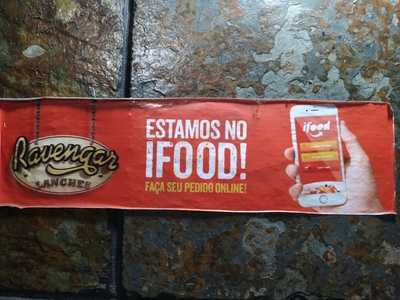 Ravengar
LANCHES
ESTAMOS NO
IFOOD!
FAÇA SEU PEDIDO ONLINE!
ifood